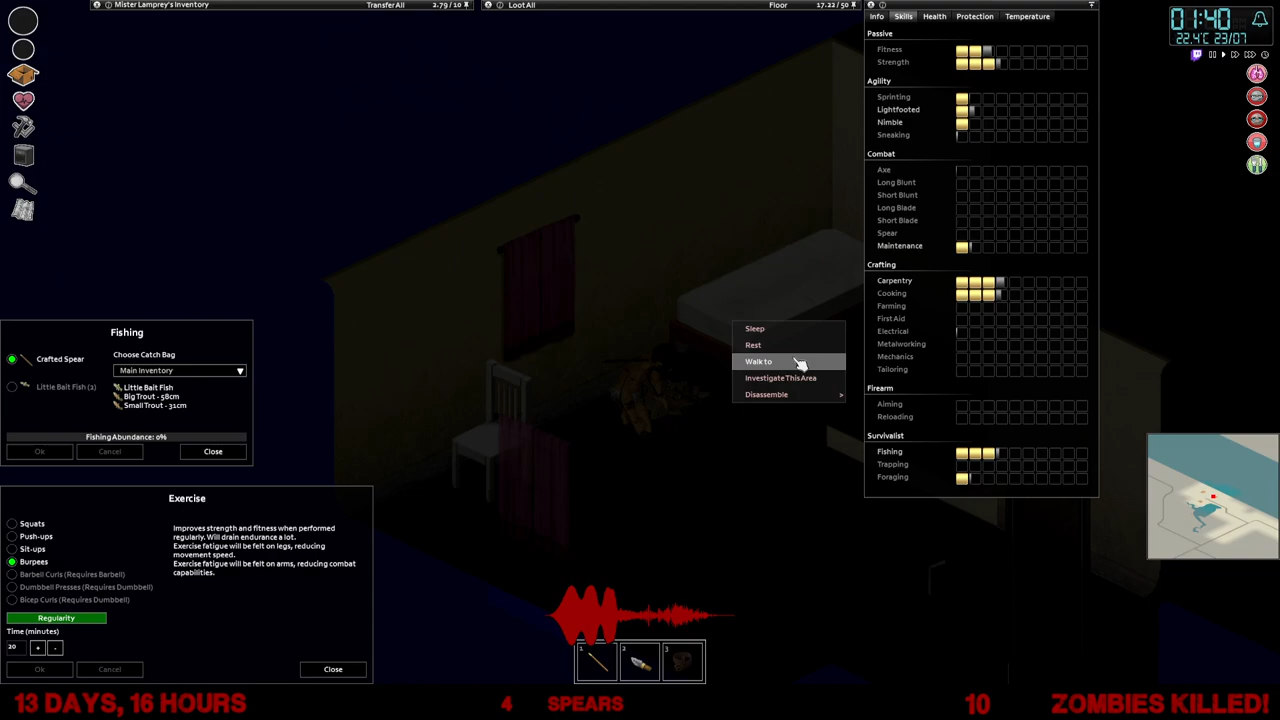 Mister Lamprey's Inventory
Transfer All
2.79 / 10
Loot All
Floor
17.22 / 50
Info
Skills
Health
Protection
Temperature
Passive
Fitness
Strength
Agility
Sprinting
Lightfooted
Nimble
Sneaking
Combat
Axe
Long Blunt
Short Blunt
Long Blade
Short Blade
Spear
Maintenance
Crafting
Carpentry
Cooking
Farming
First Aid
Electrical
Metalworking
Mechanics
Tailoring
Firearm
Aiming
Reloading
Survivalist
Fishing
Trapping
Foraging
01:40
22.4°C 23/07
Fishing
Crafted Spear
Little Bait Fish (2)
Choose Catch Bag
Main Inventory
Little Bait Fish
Big Trout - 58cm
Small Trout - 31cm
Fishing Abundance: 0%
Ok
Cancel
Close
Sleep
Rest
Walk to
Investigate This Area
Disassemble >
Exercise
Squats
Push-ups
Sit-ups
Burpees
Barbell Curls (Requires Barbell)
Dumbbell Presses (Requires Dumbbell)
Bicep Curls (Requires Dumbbell)
Improves strength and fitness when performed
regularly. Will drain endurance a lot.
Exercise fatigue will be felt on legs, reducing
movement speed.
Exercise fatigue will be felt on arms, reducing combat
capabilities.
Regularity
Time (minutes)
20
+
-
Ok
Cancel
Close
1
2
3
13 DAYS, 16 HOURS
4 SPEARS
10 ZOMBIES KILLED!